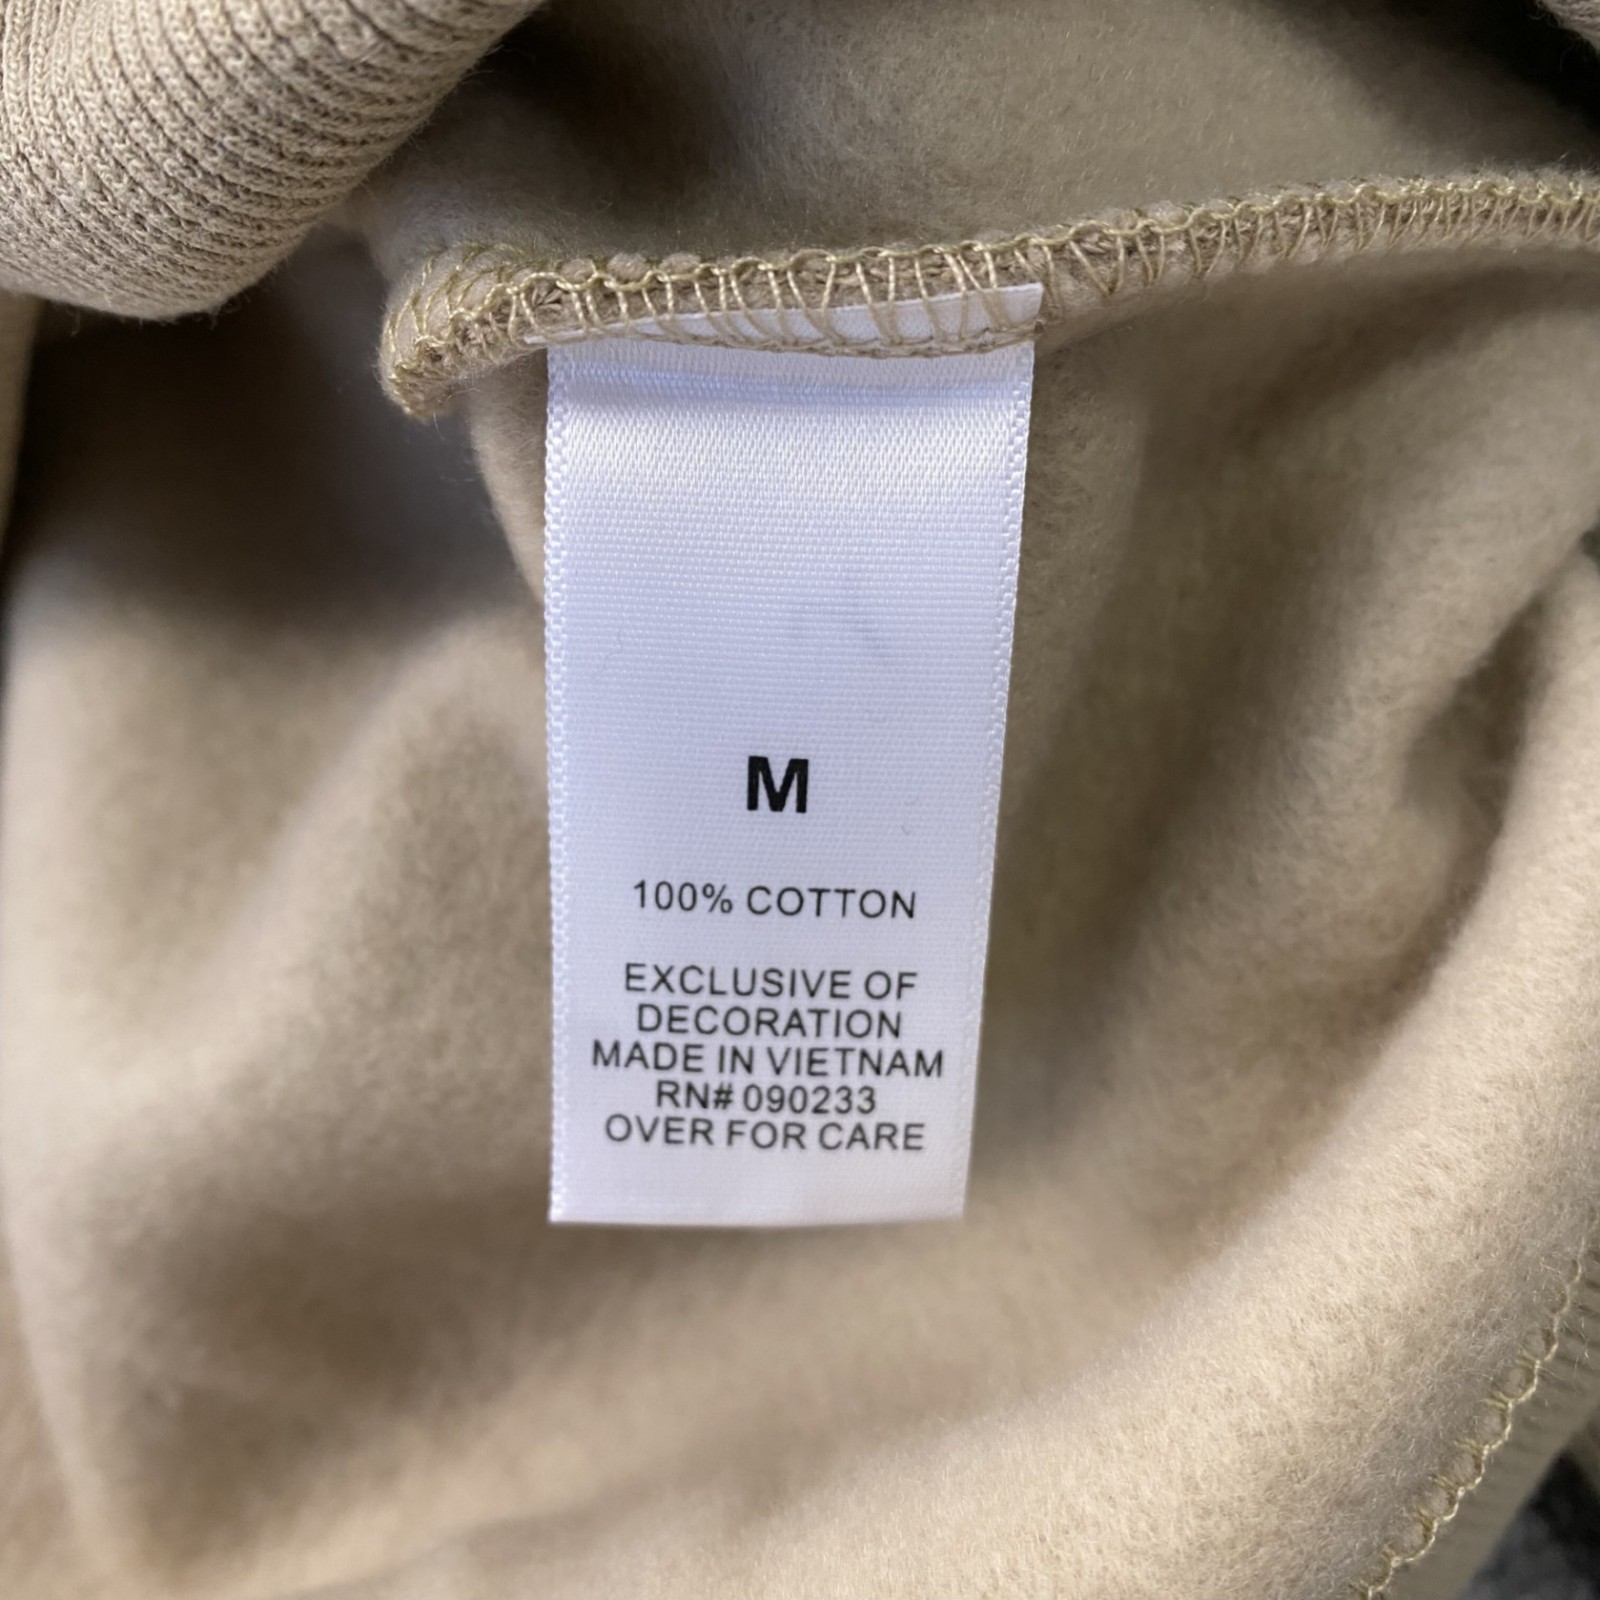 M
100% COTTON
EXCLUSIVE OF
DECORATION
MADE IN VIETNAM
RN# 090233
OVER FOR CARE